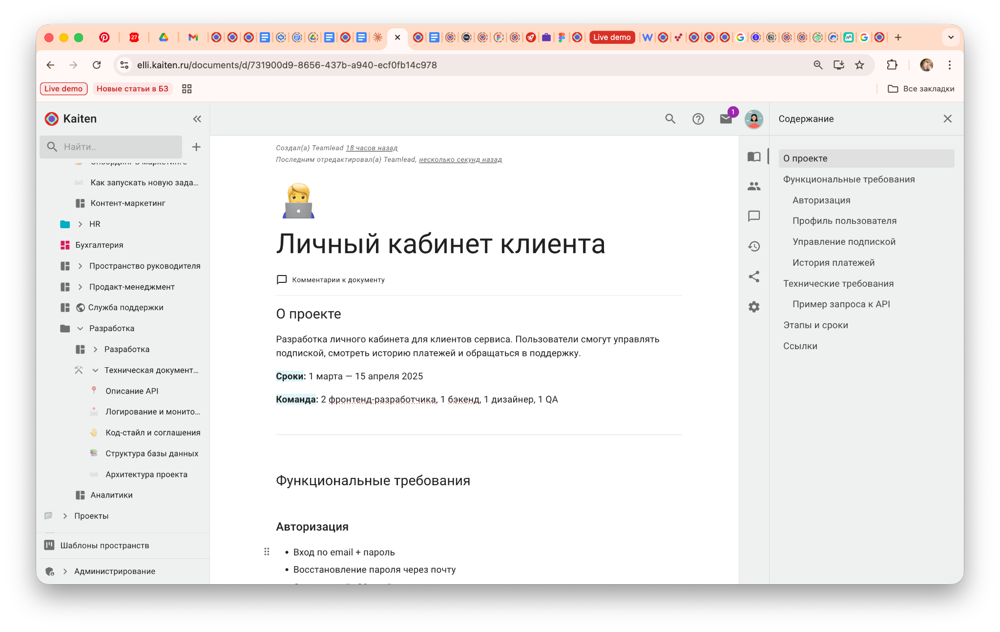 27
Live demo
elli.kaiten.ru/documents/d/731900d9-8656-437b-a940-ecf0fb14c978
Live demo
Новые статьи в БЗ
Все закладки
Kaiten
Найти..
Онбординг в маркетинге
Как запускать новую зада...
Контент-маркетинг
HR
Бухгалтерия
Пространство руководителя
Продакт-менеджмент
Служба поддержки
Разработка
Разработка
Техническая документ...
Описание API
Логирование и монито...
Код-стайл и соглашения
Структура базы данных
Архитектура проекта
Аналитики
Проекты
Шаблоны пространств
Администрирование
1
Создал(а) Teamlead 18 часов назад
Последним отредактировал(а) Teamlead, несколько секунд назад
Личный кабинет клиента
Комментарии к документу
О проекте
Разработка личного кабинета для клиентов сервиса. Пользователи смогут управлять
подпиской, смотреть историю платежей и обращаться в поддержку.
Сроки: 1 марта — 15 апреля 2025
Команда: 2 фронтенд-разработчика, 1 бэкенд, 1 дизайнер, 1 QA
Функциональные требования
Авторизация
• Вход по email + пароль
• Восстановление пароля через почту
Содержание
О проекте
Функциональные требования
Авторизация
Профиль пользователя
Управление подпиской
История платежей
Технические требования
Пример запроса к API
Этапы и сроки
Ссылки